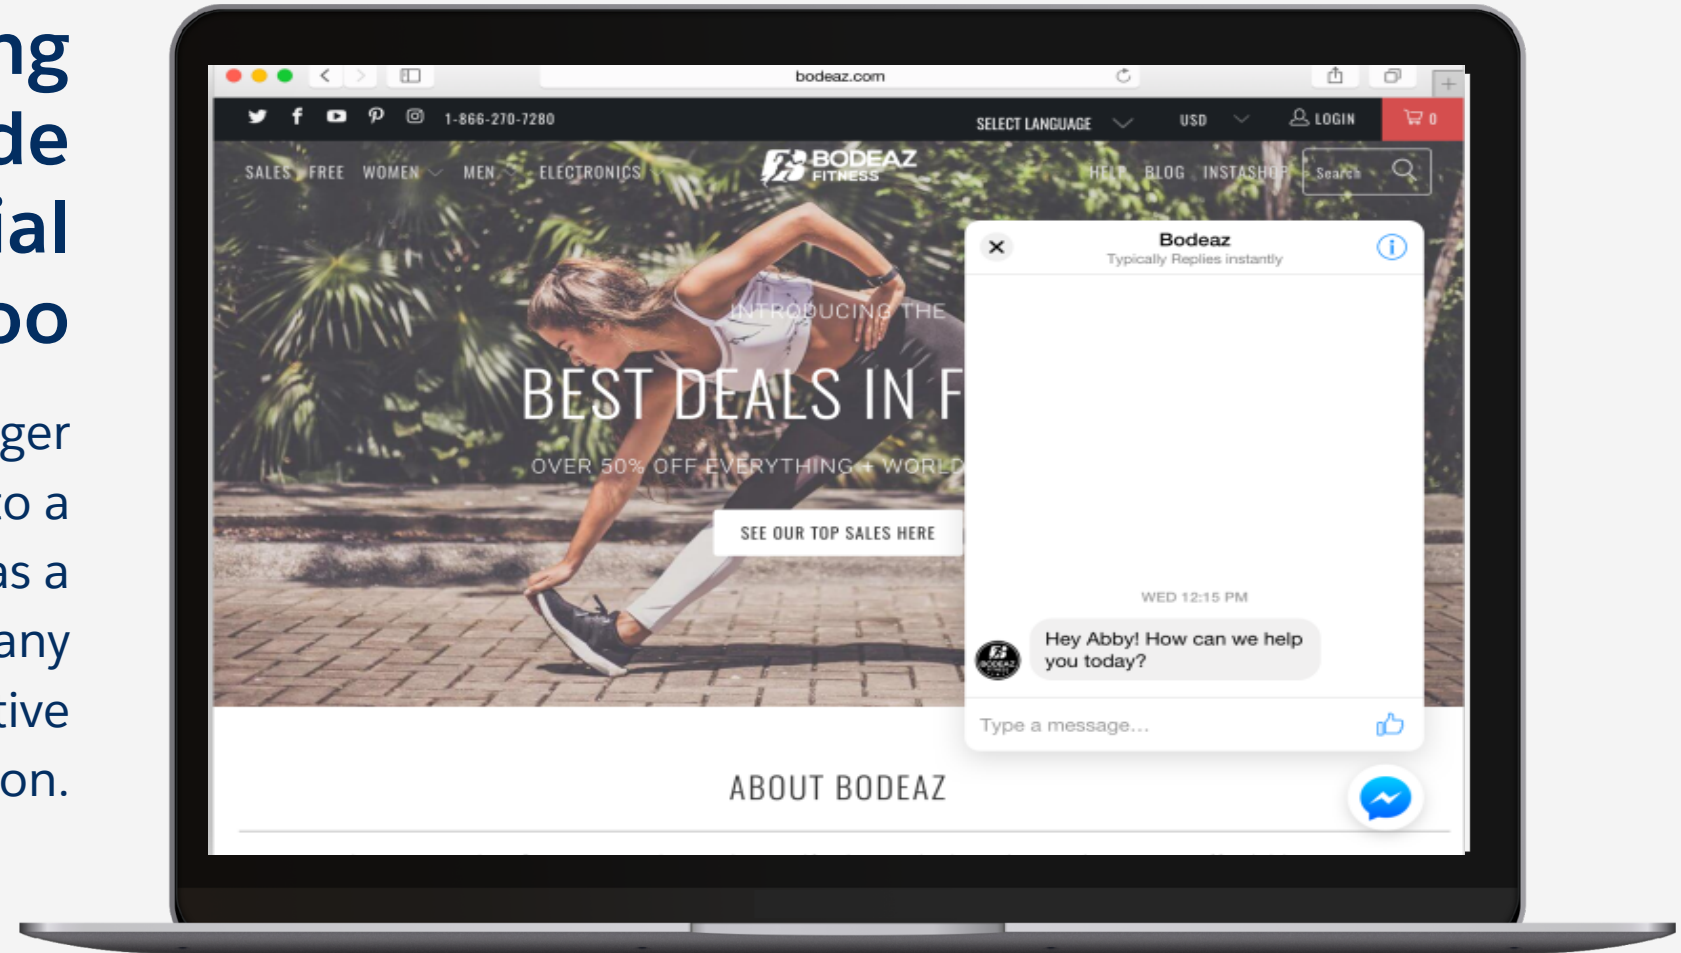 ng
de
ial
oo
ger
to a
as a
any
tive
on.
bodeaz.com
1-866-270-7280
SELECT LANGUAGE
USD
LOGIN
0
SALES FREE WOMEN MEN ELECTRONICS
BODEAZ
FITNESS
HELP BLOG INSTASHOP
Search
INTRODUCING THE
BEST DEALS IN F
OVER 50% OFF EVERYTHING + WORLD
SEE OUR TOP SALES HERE
Bodeaz
Typically Replies instantly
WED 12:15 PM
Hey Abby! How can we help
you today?
BODEAZ
Type a message...
ABOUT BODEAZ